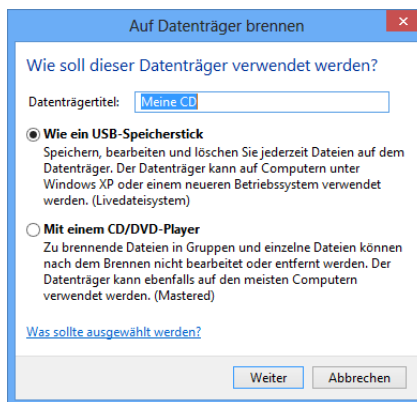 Auf Datenträger brennen
Wie soll dieser Datenträger verwendet werden?
Datenträgertitel: Meine CD
Wie ein USB-Speicherstick
Speichern, bearbeiten und löschen Sie jederzeit Dateien auf dem
Datenträger. Der Datenträger kann auf Computern unter
Windows XP oder einem neueren Betriebssystem verwendet
werden. (Livedateisystem)
Mit einem CD/DVD-Player
Zu brennende Dateien in Gruppen und einzelne Dateien können
nach dem Brennen nicht bearbeitet oder entfernt werden. Der
Datenträger kann ebenfalls auf den meisten Computern
verwendet werden. (Mastered)
Was sollte ausgewählt werden?
Weiter Abbrechen